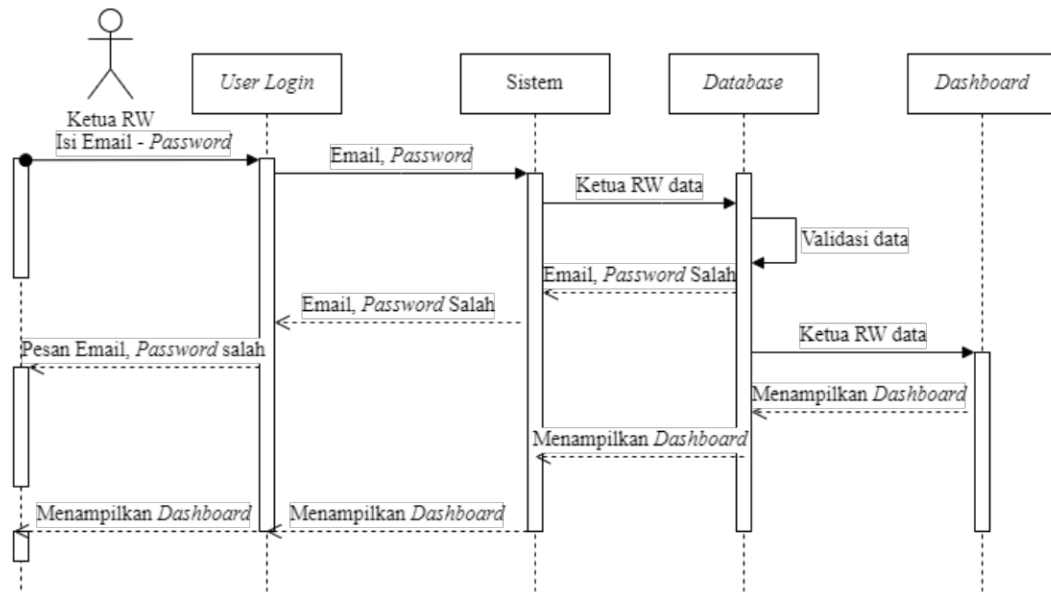 User Login
Sistem
Database
Dashboard
Ketua RW
Isi Email - Password
Email, Password
Ketua RW data
Validasi data
Email, Password Salah
Email, Password Salah
Ketua RW data
Pesan Email, Password salah
Menampilkan Dashboard
Menampilkan Dashboard
Menampilkan Dashboard
Menampilkan Dashboard